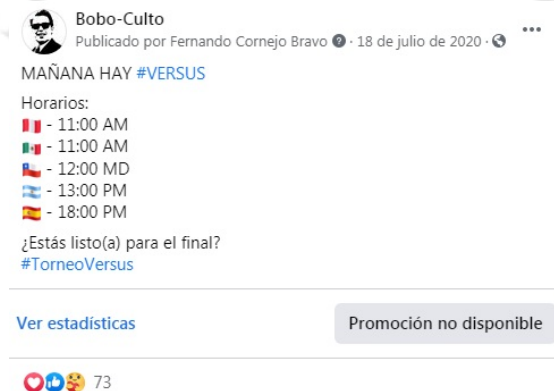 Bobo-Culto
Publicado por Fernando Cornejo Bravo · 18 de julio de 2020 ·
MAÑANA HAY #VERSUS
Horarios:
🇵🇪 - 11:00 AM
🇲🇽 - 11:00 AM
🇨🇱 - 12:00 MD
🇦🇷 - 13:00 PM
🇪🇸 - 18:00 PM
¿Estás listo(a) para el final?
#TorneoVersus
Ver estadísticas
Promoción no disponible
73